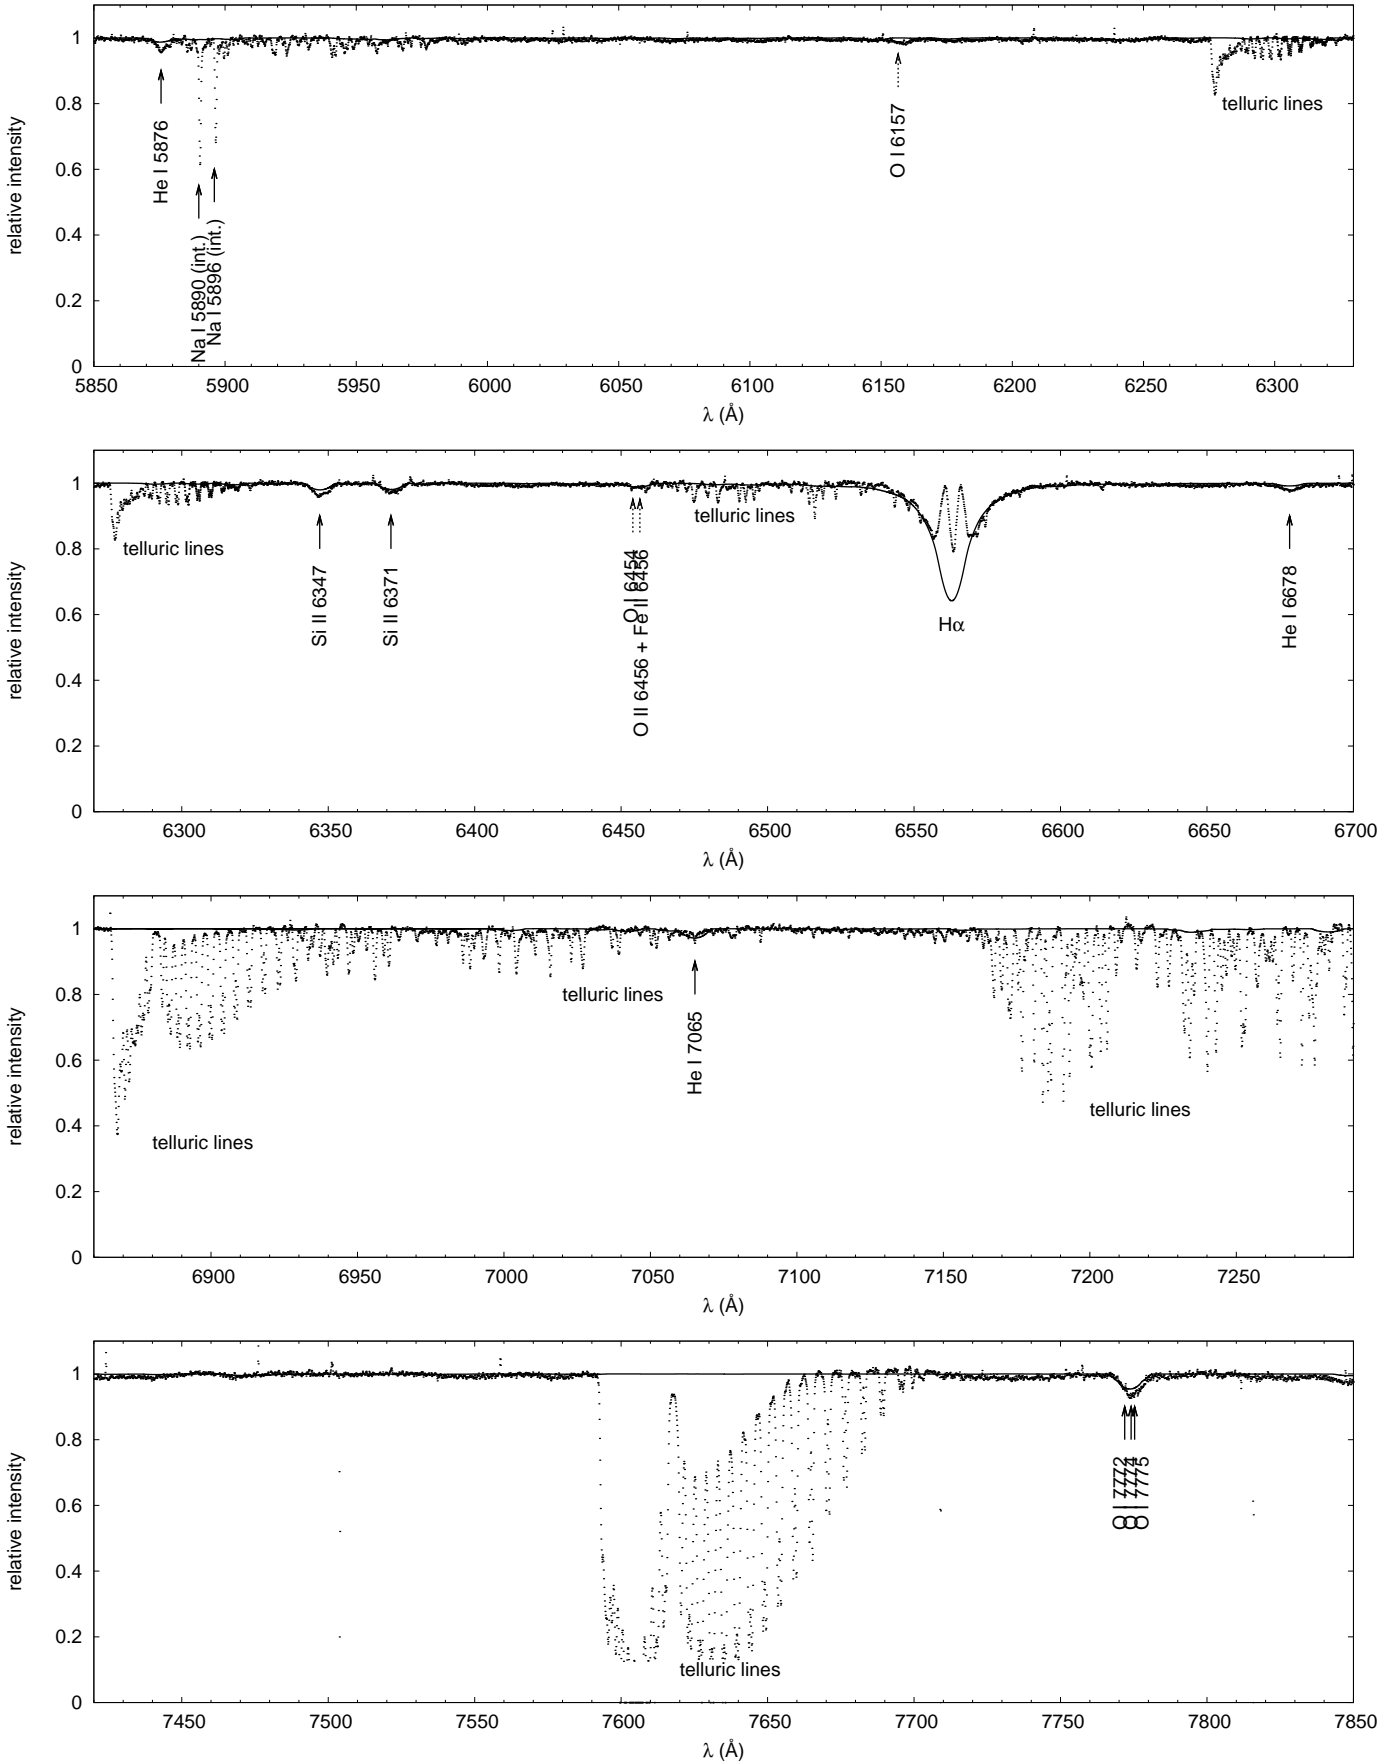 relative intensity
1
0.8
0.6
0.4
0.2
0
He I 5876
Na I 5890 (int.)
Na I 5896 (int.)
O I 6157
telluric lines
5850 5900 5950 6000 6050 6100 6150 6200 6250 6300
λ (Å)
relative intensity
1
0.8
0.6
0.4
0.2
0
telluric lines
Si II 6347
Si II 6371
O I 6454
O II 6456 + Fe II 6456
telluric lines
Hα
He I 6678
6300 6350 6400 6450 6500 6550 6600 6650 6700
λ (Å)
relative intensity
1
0.8
0.6
0.4
0.2
0
telluric lines
telluric lines
He I 7065
telluric lines
6900 6950 7000 7050 7100 7150 7200 7250
λ (Å)
relative intensity
1
0.8
0.6
0.4
0.2
0
telluric lines
O I 7772
O I 7774
O I 7775
7450 7500 7550 7600 7650 7700 7750 7800 7850
λ (Å)